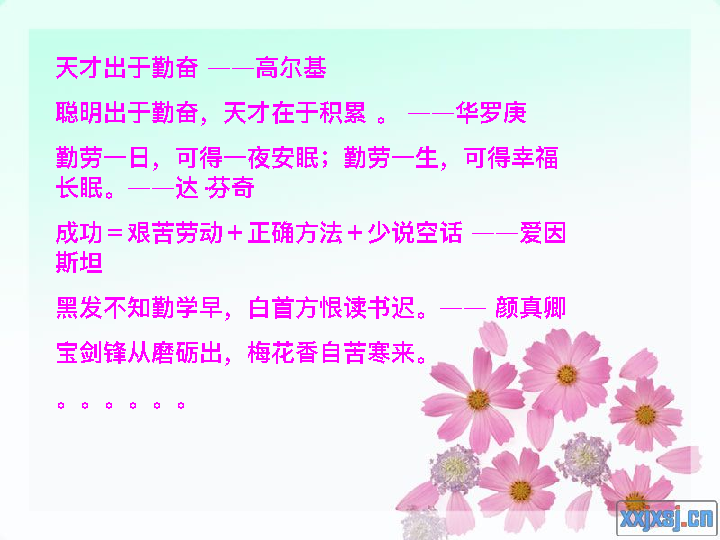 天才出于勤奋 ——高尔基
聪明出于勤奋，天才在于积累 。 ——华罗庚
勤劳一日，可得一夜安眠；勤劳一生，可得幸福
长眠。——达·芬奇
成功＝艰苦劳动＋正确方法＋少说空话 ——爱因
斯坦
黑发不知勤学早，白首方恨读书迟。—— 颜真卿
宝剑锋从磨砺出，梅花香自苦寒来。
。。。。。。
xxjxsj.cn